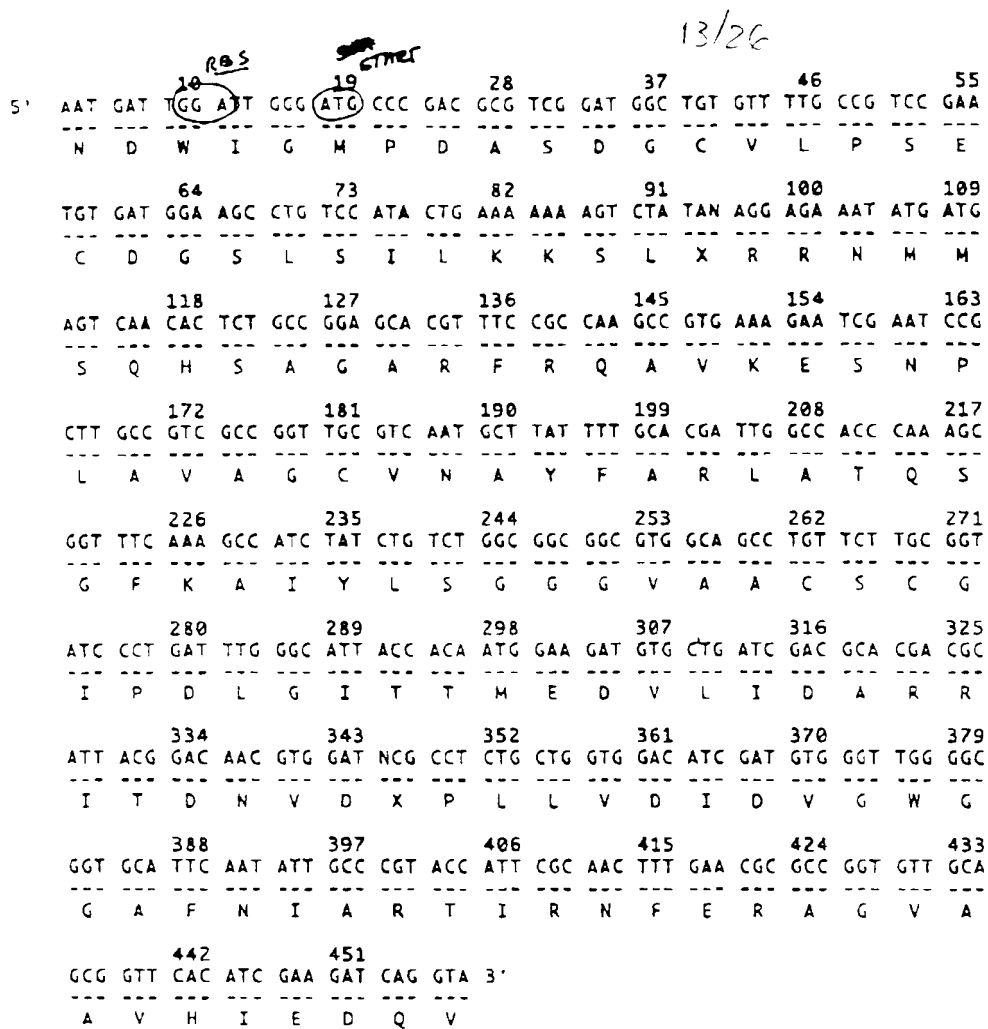 13/26
RBS START
10 19 28 37 46 55
5' AAT GAT TGG ATT GGG ATG CCC GAC GCG TCG GAT GGC TGT GTT TTG CCG TCC GAA
--- --- --- --- --- --- --- --- --- --- --- --- --- --- --- --- --- ---
N D W I G M P D A S D G C V L P S E
64 73 82 91 100 109
TGT GAT GGA AGC CTG TCC ATA CTG AAA AAA AGT CTA TAN AGG AGA AAT ATG ATG
--- --- --- --- --- --- --- --- --- --- --- --- --- --- --- --- --- ---
C D G S L S I L K K S L X R R N M M
118 127 136 145 154 163
AGT CAA CAC TCT GCC GGA GCA CGT TTC CGC CAA GCC GTG AAA GAA TCG AAT CCG
--- --- --- --- --- --- --- --- --- --- --- --- --- --- --- --- --- ---
S Q H S A G A R F R Q A V K E S N P
172 181 190 199 208 217
CTT GCC GTC GCC GGT TGC GTC AAT GCT TAT TTT GCA CGA TTG GCC ACC CAA AGC
--- --- --- --- --- --- --- --- --- --- --- --- --- --- --- --- --- ---
L A V A G C V N A Y F A R L A T Q S
226 235 244 253 262 271
GGT TTC AAA GCC ATC TAT CTG TCT GGC GGC GGC GTG GCA GCC TGT TCT TGC GGT
--- --- --- --- --- --- --- --- --- --- --- --- --- --- --- --- --- ---
G F K A I Y L S G G G V A A C S C G
280 289 298 307 316 325
ATC CCT GAT TTG GGC ATT ACC ACA ATG GAA GAT GTG CTG ATC GAC GCA CGA CGC
--- --- --- --- --- --- --- --- --- --- --- --- --- --- --- --- --- ---
I P D L G I T T M E D V L I D A R R
334 343 352 361 370 379
ATT ACG GAC AAC GTG GAT NCG CCT CTG CTG GTG GAC ATC GAT GTG GGT TGG GGC
--- --- --- --- --- --- --- --- --- --- --- --- --- --- --- --- --- ---
I T D N V D X P L L V D I D V G W G
388 397 406 415 424 433
GGT GCA TTC AAT ATT GCC CGT ACC ATT CGC AAC TTT GAA CGC GCC GGT GTT GCA
--- --- --- --- --- --- --- --- --- --- --- --- --- --- --- --- --- ---
G A F N I A R T I R N F E R A G V A
442 451
GCG GTT CAC ATC GAA GAT CAG GTA 3'
--- --- --- --- --- --- --- ---
A V H I E D Q V